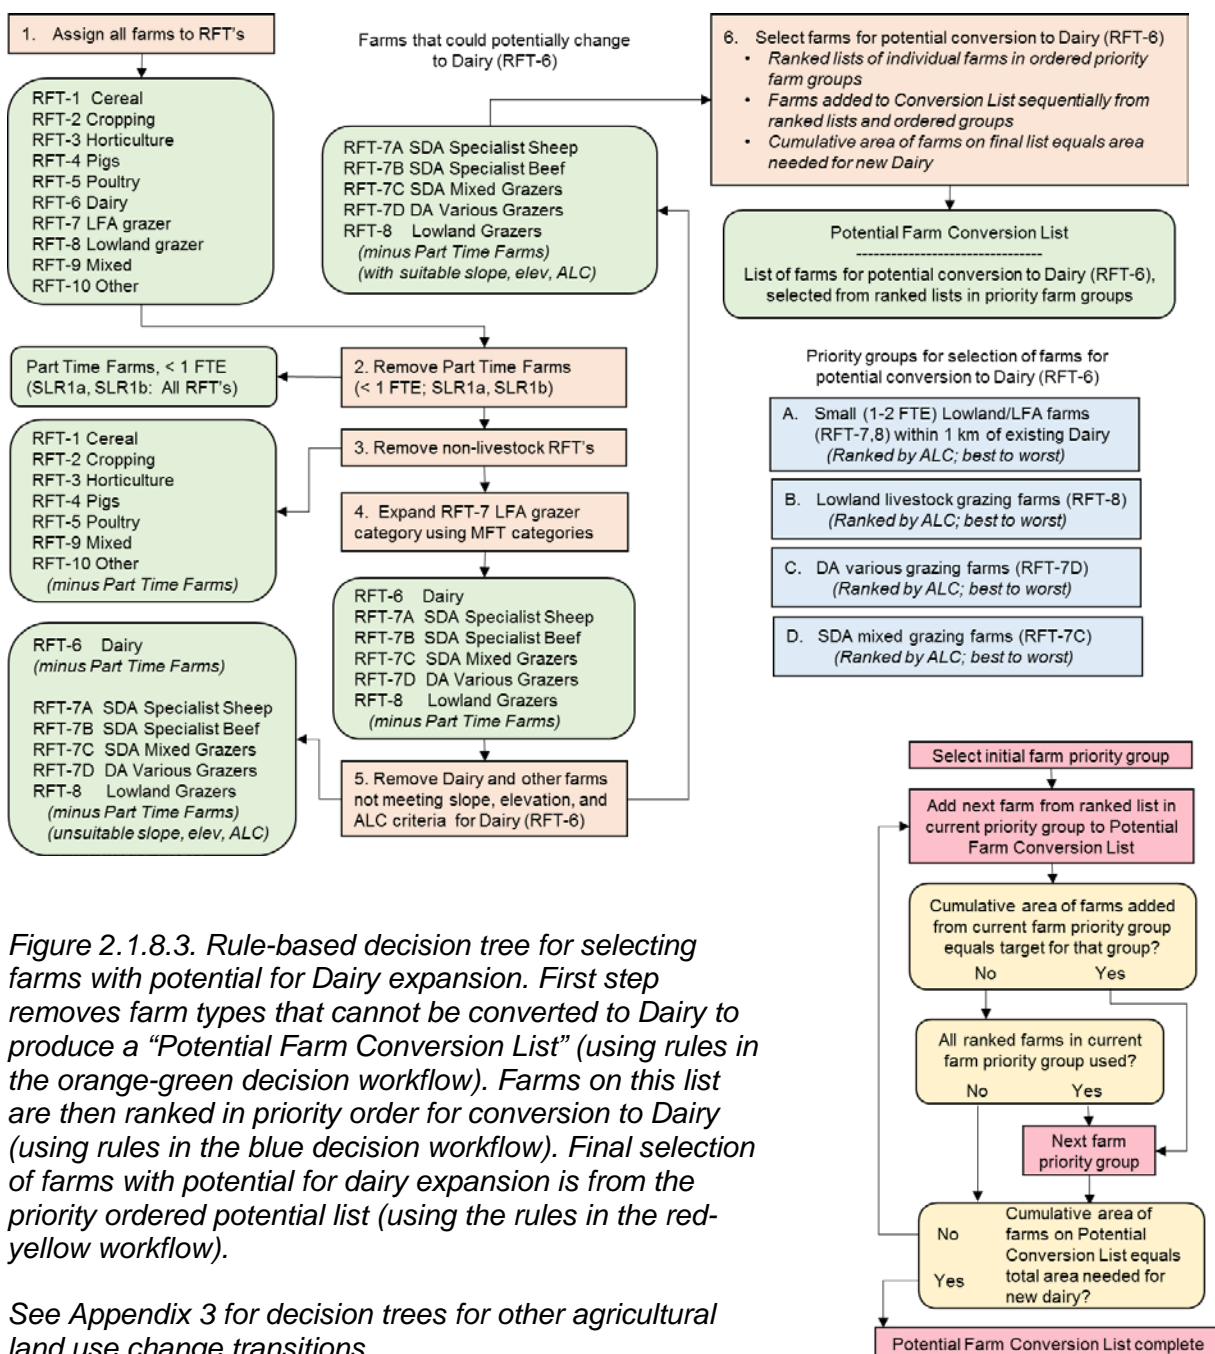 1. Assign all farms to RFT's
RFT-1 Cereal
RFT-2 Cropping
RFT-3 Horticulture
RFT-4 Pigs
RFT-5 Poultry
RFT-6 Dairy
RFT-7 LFA grazer
RFT-8 Lowland grazer
RFT-9 Mixed
RFT-10 Other
Farms that could potentially change
to Dairy (RFT-6)
RFT-7A SDA Specialist Sheep
RFT-7B SDA Specialist Beef
RFT-7C SDA Mixed Grazers
RFT-7D DA Various Grazers
RFT-8 Lowland Grazers
(minus Part Time Farms)
(with suitable slope, elev, ALC)
6. Select farms for potential conversion to Dairy (RFT-6)
• Ranked lists of individual farms in ordered priority
farm groups
• Farms added to Conversion List sequentially from
ranked lists and ordered groups
• Cumulative area of farms on final list equals area
needed for new Dairy
Potential Farm Conversion List
--------------------------------
List of farms for potential conversion to Dairy (RFT-6),
selected from ranked lists in priority farm groups
Part Time Farms, < 1 FTE
(SLR1a, SLR1b: All RFT's)
2. Remove Part Time Farms
(< 1 FTE; SLR1a, SLR1b)
RFT-1 Cereal
RFT-2 Cropping
RFT-3 Horticulture
RFT-4 Pigs
RFT-5 Poultry
RFT-9 Mixed
RFT-10 Other
(minus Part Time Farms)
3. Remove non-livestock RFT's
4. Expand RFT-7 LFA grazer
category using MFT categories
RFT-6 Dairy
RFT-7A SDA Specialist Sheep
RFT-7B SDA Specialist Beef
RFT-7C SDA Mixed Grazers
RFT-7D DA Various Grazers
RFT-8 Lowland Grazers
(minus Part Time Farms)
RFT-6 Dairy
(minus Part Time Farms)
RFT-7A SDA Specialist Sheep
RFT-7B SDA Specialist Beef
RFT-7C SDA Mixed Grazers
RFT-7D DA Various Grazers
RFT-8 Lowland Grazers
(minus Part Time Farms)
(unsuitable slope, elev, ALC)
5. Remove Dairy and other farms
not meeting slope, elevation, and
ALC criteria for Dairy (RFT-6)
Priority groups for selection of farms for
potential conversion to Dairy (RFT-6)
A. Small (1-2 FTE) Lowland/LFA farms
(RFT-7,8) within 1 km of existing Dairy
(Ranked by ALC; best to worst)
B. Lowland livestock grazing farms (RFT-8)
(Ranked by ALC; best to worst)
C. DA various grazing farms (RFT-7D)
(Ranked by ALC; best to worst)
D. SDA mixed grazing farms (RFT-7C)
(Ranked by ALC; best to worst)
Select initial farm priority group
Add next farm from ranked list in
current priority group to Potential
Farm Conversion List
Cumulative area of farms added
from current farm priority group
equals target for that group?
No Yes
All ranked farms in current
farm priority group used?
No Yes
Next farm
priority group
Cumulative area of
farms on Potential
Conversion List equals
total area needed for
new dairy?
No
Yes
Potential Farm Conversion List complete
Figure 2.1.8.3. Rule-based decision tree for selecting
farms with potential for Dairy expansion. First step
removes farm types that cannot be converted to Dairy to
produce a “Potential Farm Conversion List” (using rules in
the orange-green decision workflow). Farms on this list
are then ranked in priority order for conversion to Dairy
(using rules in the blue decision workflow). Final selection
of farms with potential for dairy expansion is from the
priority ordered potential list (using the rules in the red-
yellow workflow).
See Appendix 3 for decision trees for other agricultural
land use change transitions